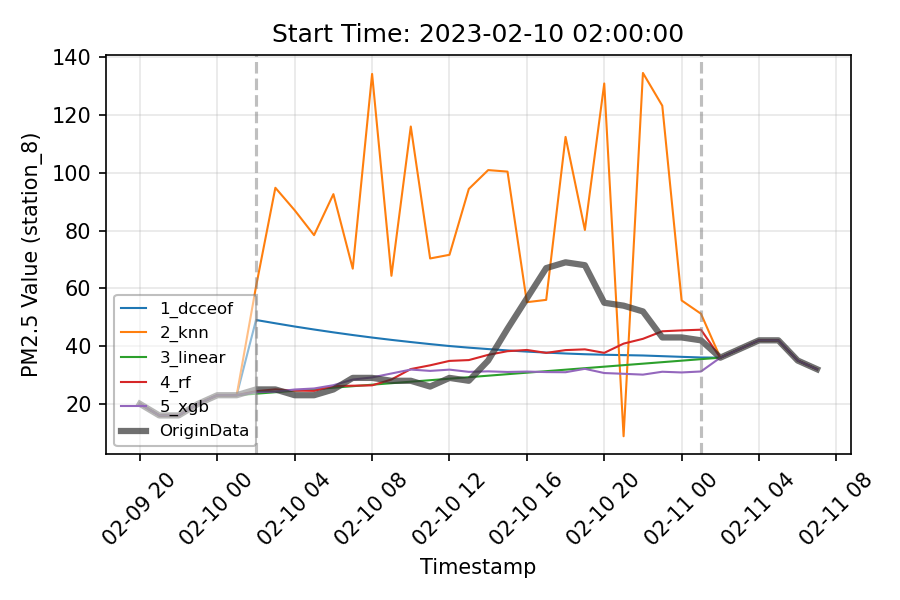 Start Time: 2023-02-10 02:00:00
PM2.5 Value (station_8)
140
120
100
80
60
40
20
1_dcceof
2_knn
3_linear
4_rf
5_xgb
OriginData
02-09 20
02-10 00
02-10 04
02-10 08
02-10 12
02-10 16
02-10 20
02-11 00
02-11 04
02-11 08
Timestamp